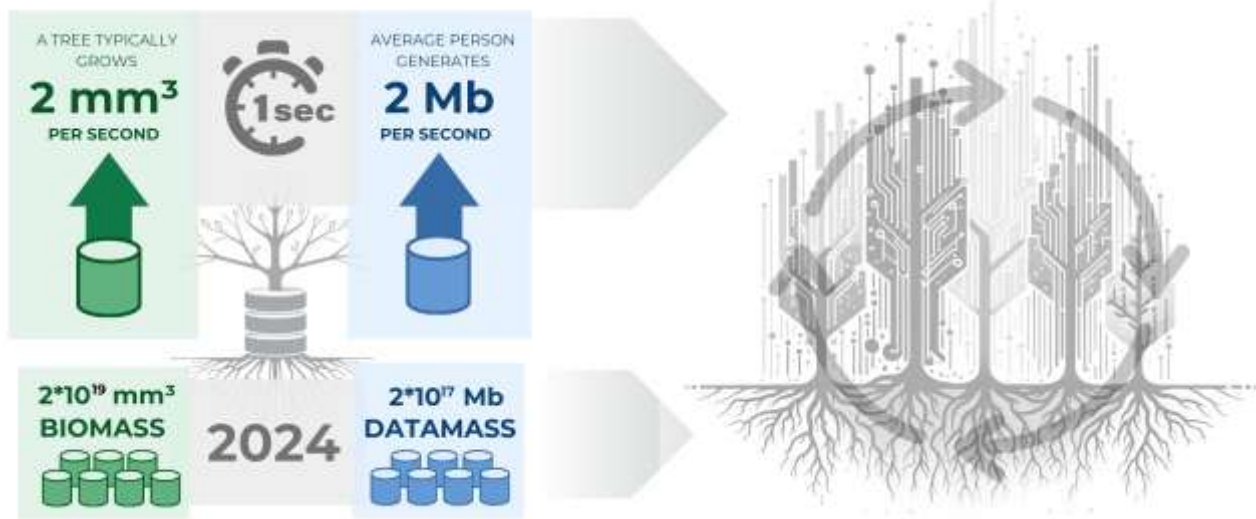 A TREE TYPICALLY
GROWS
2 mm³
PER SECOND
1sec
AVERAGE PERSON
GENERATES
2 Mb
PER SECOND
2*10¹⁹ mm³
BIOMASS
2024
2*10¹⁷ Mb
DATAMASS